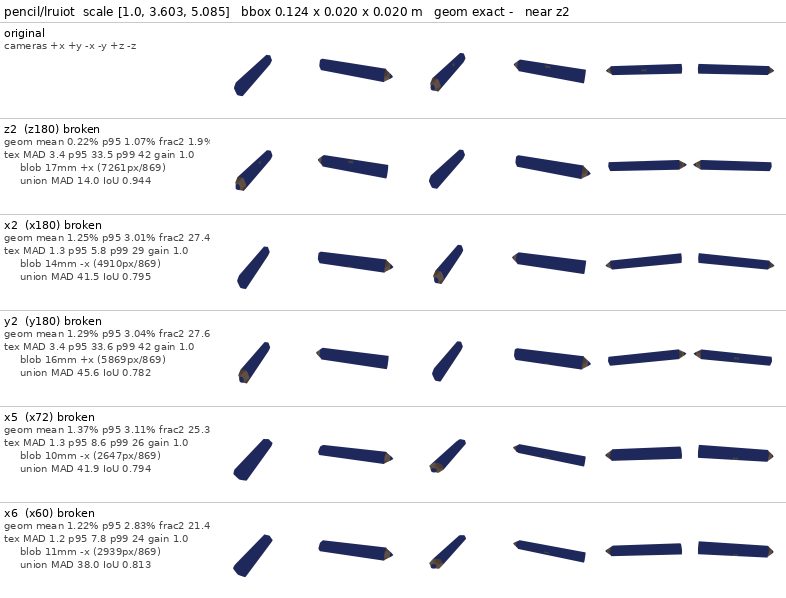 pencil/lruiot  scale [1.0, 3.603, 5.085]   bbox 0.124 x 0.020 x 0.020 m   geom exact -   near z2
original
cameras +x +y -x -y +z -z
z2  (z180) broken
geom mean 0.22% p95 1.07% frac2 1.9%
tex MAD 3.4 p95 33.5 p99 42 gain 1.0
blob 17mm +x (7261px/869)
union MAD 14.0 IoU 0.944
x2  (x180) broken
geom mean 1.25% p95 3.01% frac2 27.4
tex MAD 1.3 p95 5.8 p99 29 gain 1.0
blob 14mm -x (4910px/869)
union MAD 41.5 IoU 0.795
y2  (y180) broken
geom mean 1.29% p95 3.04% frac2 27.6
tex MAD 3.4 p95 33.6 p99 42 gain 1.0
blob 16mm +x (5869px/869)
union MAD 45.6 IoU 0.782
x5  (x72) broken
geom mean 1.37% p95 3.11% frac2 25.3
tex MAD 1.3 p95 8.6 p99 26 gain 1.0
blob 10mm -x (2647px/869)
union MAD 41.9 IoU 0.794
x6  (x60) broken
geom mean 1.22% p95 2.83% frac2 21.4
tex MAD 1.2 p95 7.8 p99 24 gain 1.0
blob 11mm -x (2939px/869)
union MAD 38.0 IoU 0.813